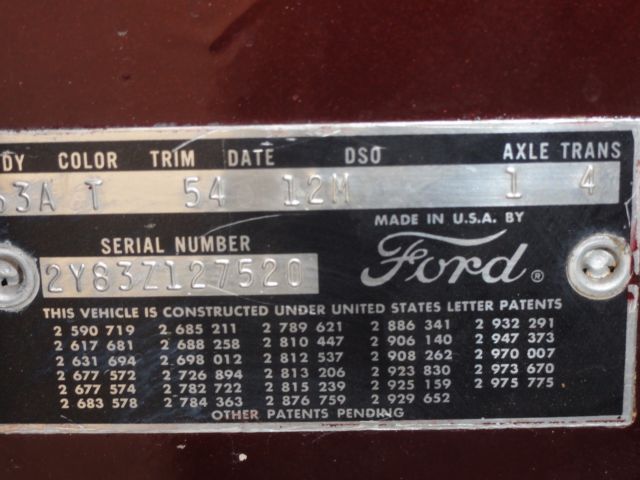 DY COLOR TRIM DATE DSO AXLE TRANS
63A T 54 12M 1 4
MADE IN U.S.A. BY
SERIAL NUMBER
Ford®
2Y83Z127520
THIS VEHICLE IS CONSTRUCTED UNDER UNITED STATES LETTER PATENTS
2 590 719 2 685 211 2 789 621 2 886 341 2 932 291
2 617 681 2 688 258 2 810 447 2 906 140 2 947 373
2 631 694 2 698 012 2 812 537 2 908 262 2 970 007
2 677 572 2 726 894 2 813 206 2 923 830 2 973 670
2 677 574 2 782 722 2 815 239 2 925 159 2 975 775
2 683 578 2 784 363 2 876 759 2 929 652
OTHER PATENTS PENDING